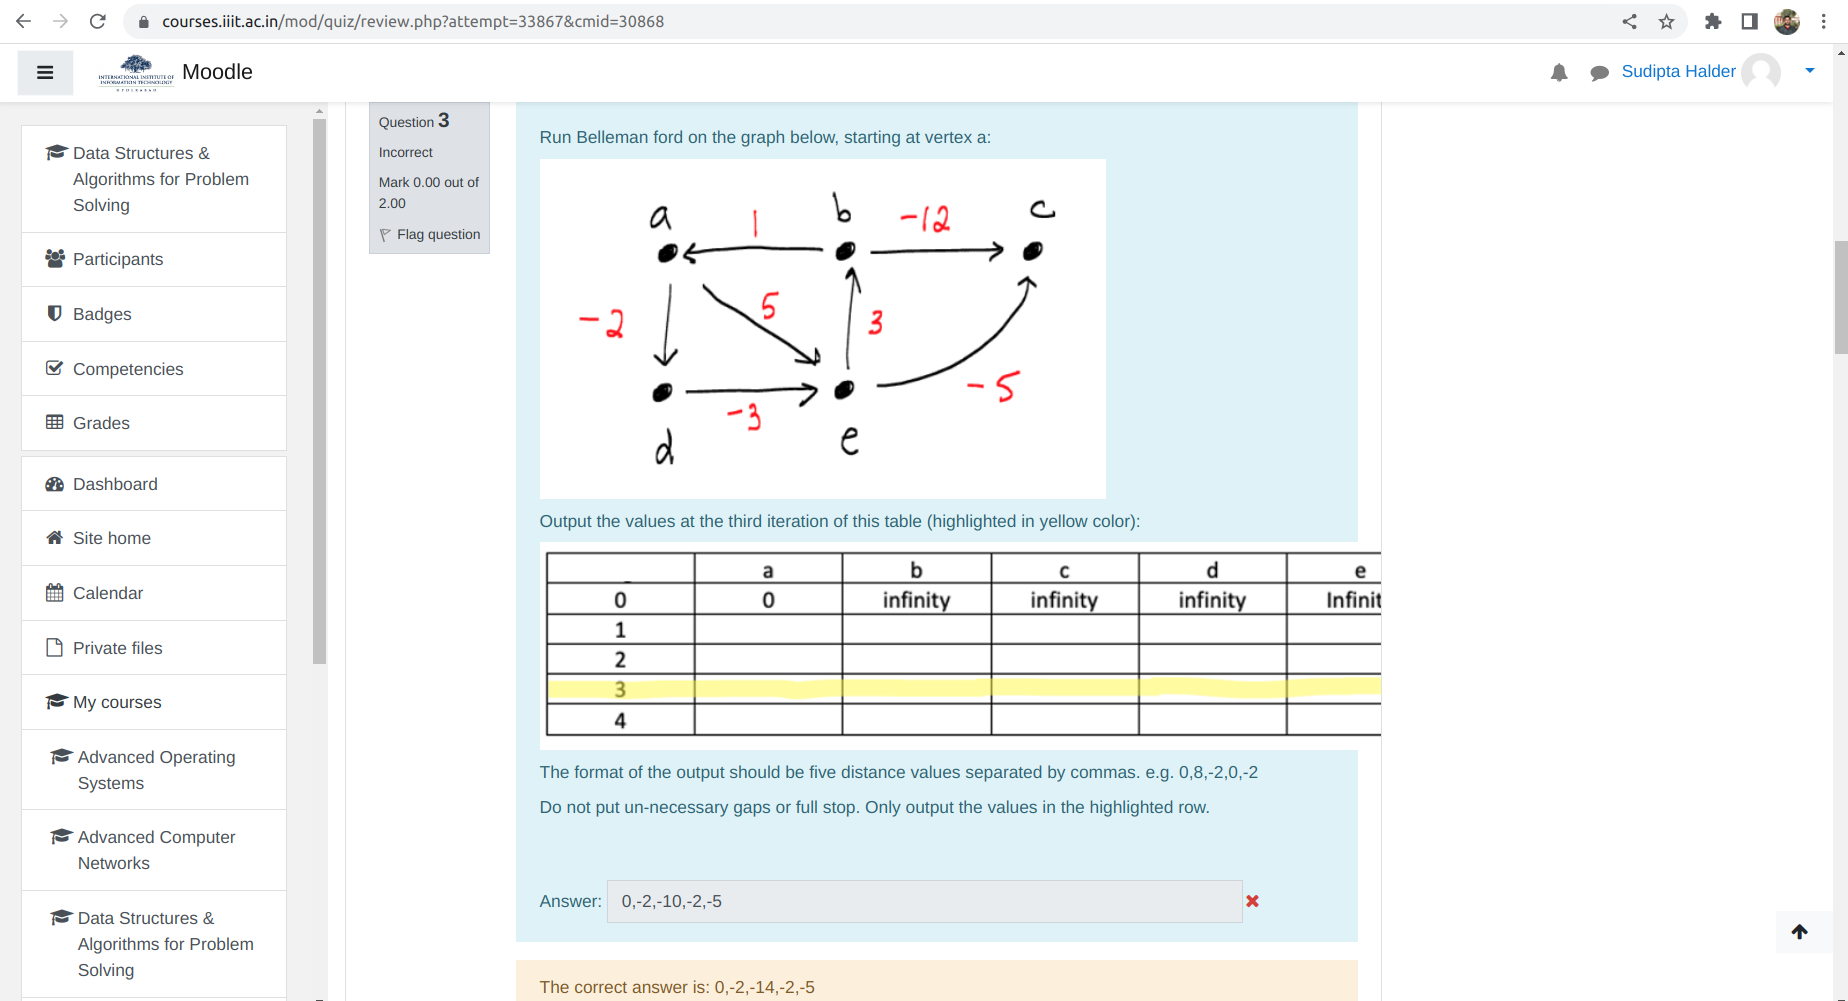 courses.iiit.ac.in/mod/quiz/review.php?attempt=33867&cmid=30868
INTERNATIONAL INSTITUTE OF
INFORMATION TECHNOLOGY
HYDERABAD
Moodle
Sudipta Halder
Data Structures &
Algorithms for Problem
Solving
Participants
Badges
Competencies
Grades
Dashboard
Site home
Calendar
Private files
My courses
Advanced Operating
Systems
Advanced Computer
Networks
Data Structures &
Algorithms for Problem
Solving
Question 3
Incorrect
Mark 0.00 out of
2.00
Flag question
Run Belleman ford on the graph below, starting at vertex a:
a 1 b -12 c
-2 5 3 -5
-3
d e
Output the values at the third iteration of this table (highlighted in yellow color):
a b c d e
0 0 infinity infinity infinity Infinit
1
2
3
4
The format of the output should be five distance values separated by commas. e.g. 0,8,-2,0,-2
Do not put un-necessary gaps or full stop. Only output the values in the highlighted row.
Answer: 0,-2,-10,-2,-5
The correct answer is: 0,-2,-14,-2,-5